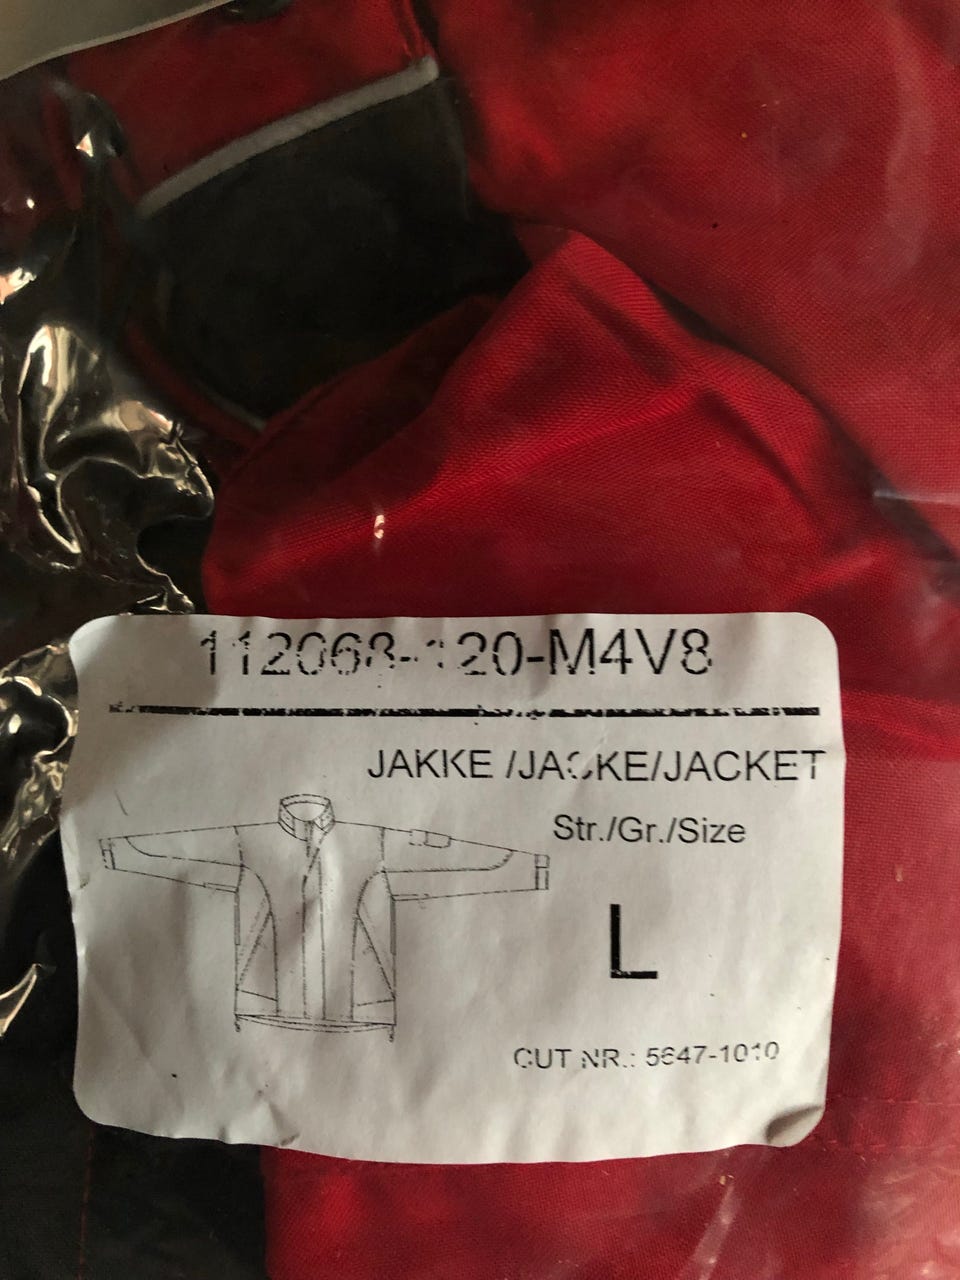 112068-120-M4V8
JAKKE /JACKE/JACKET
Str./Gr./Size
L
CUT NR.: 5647-1010